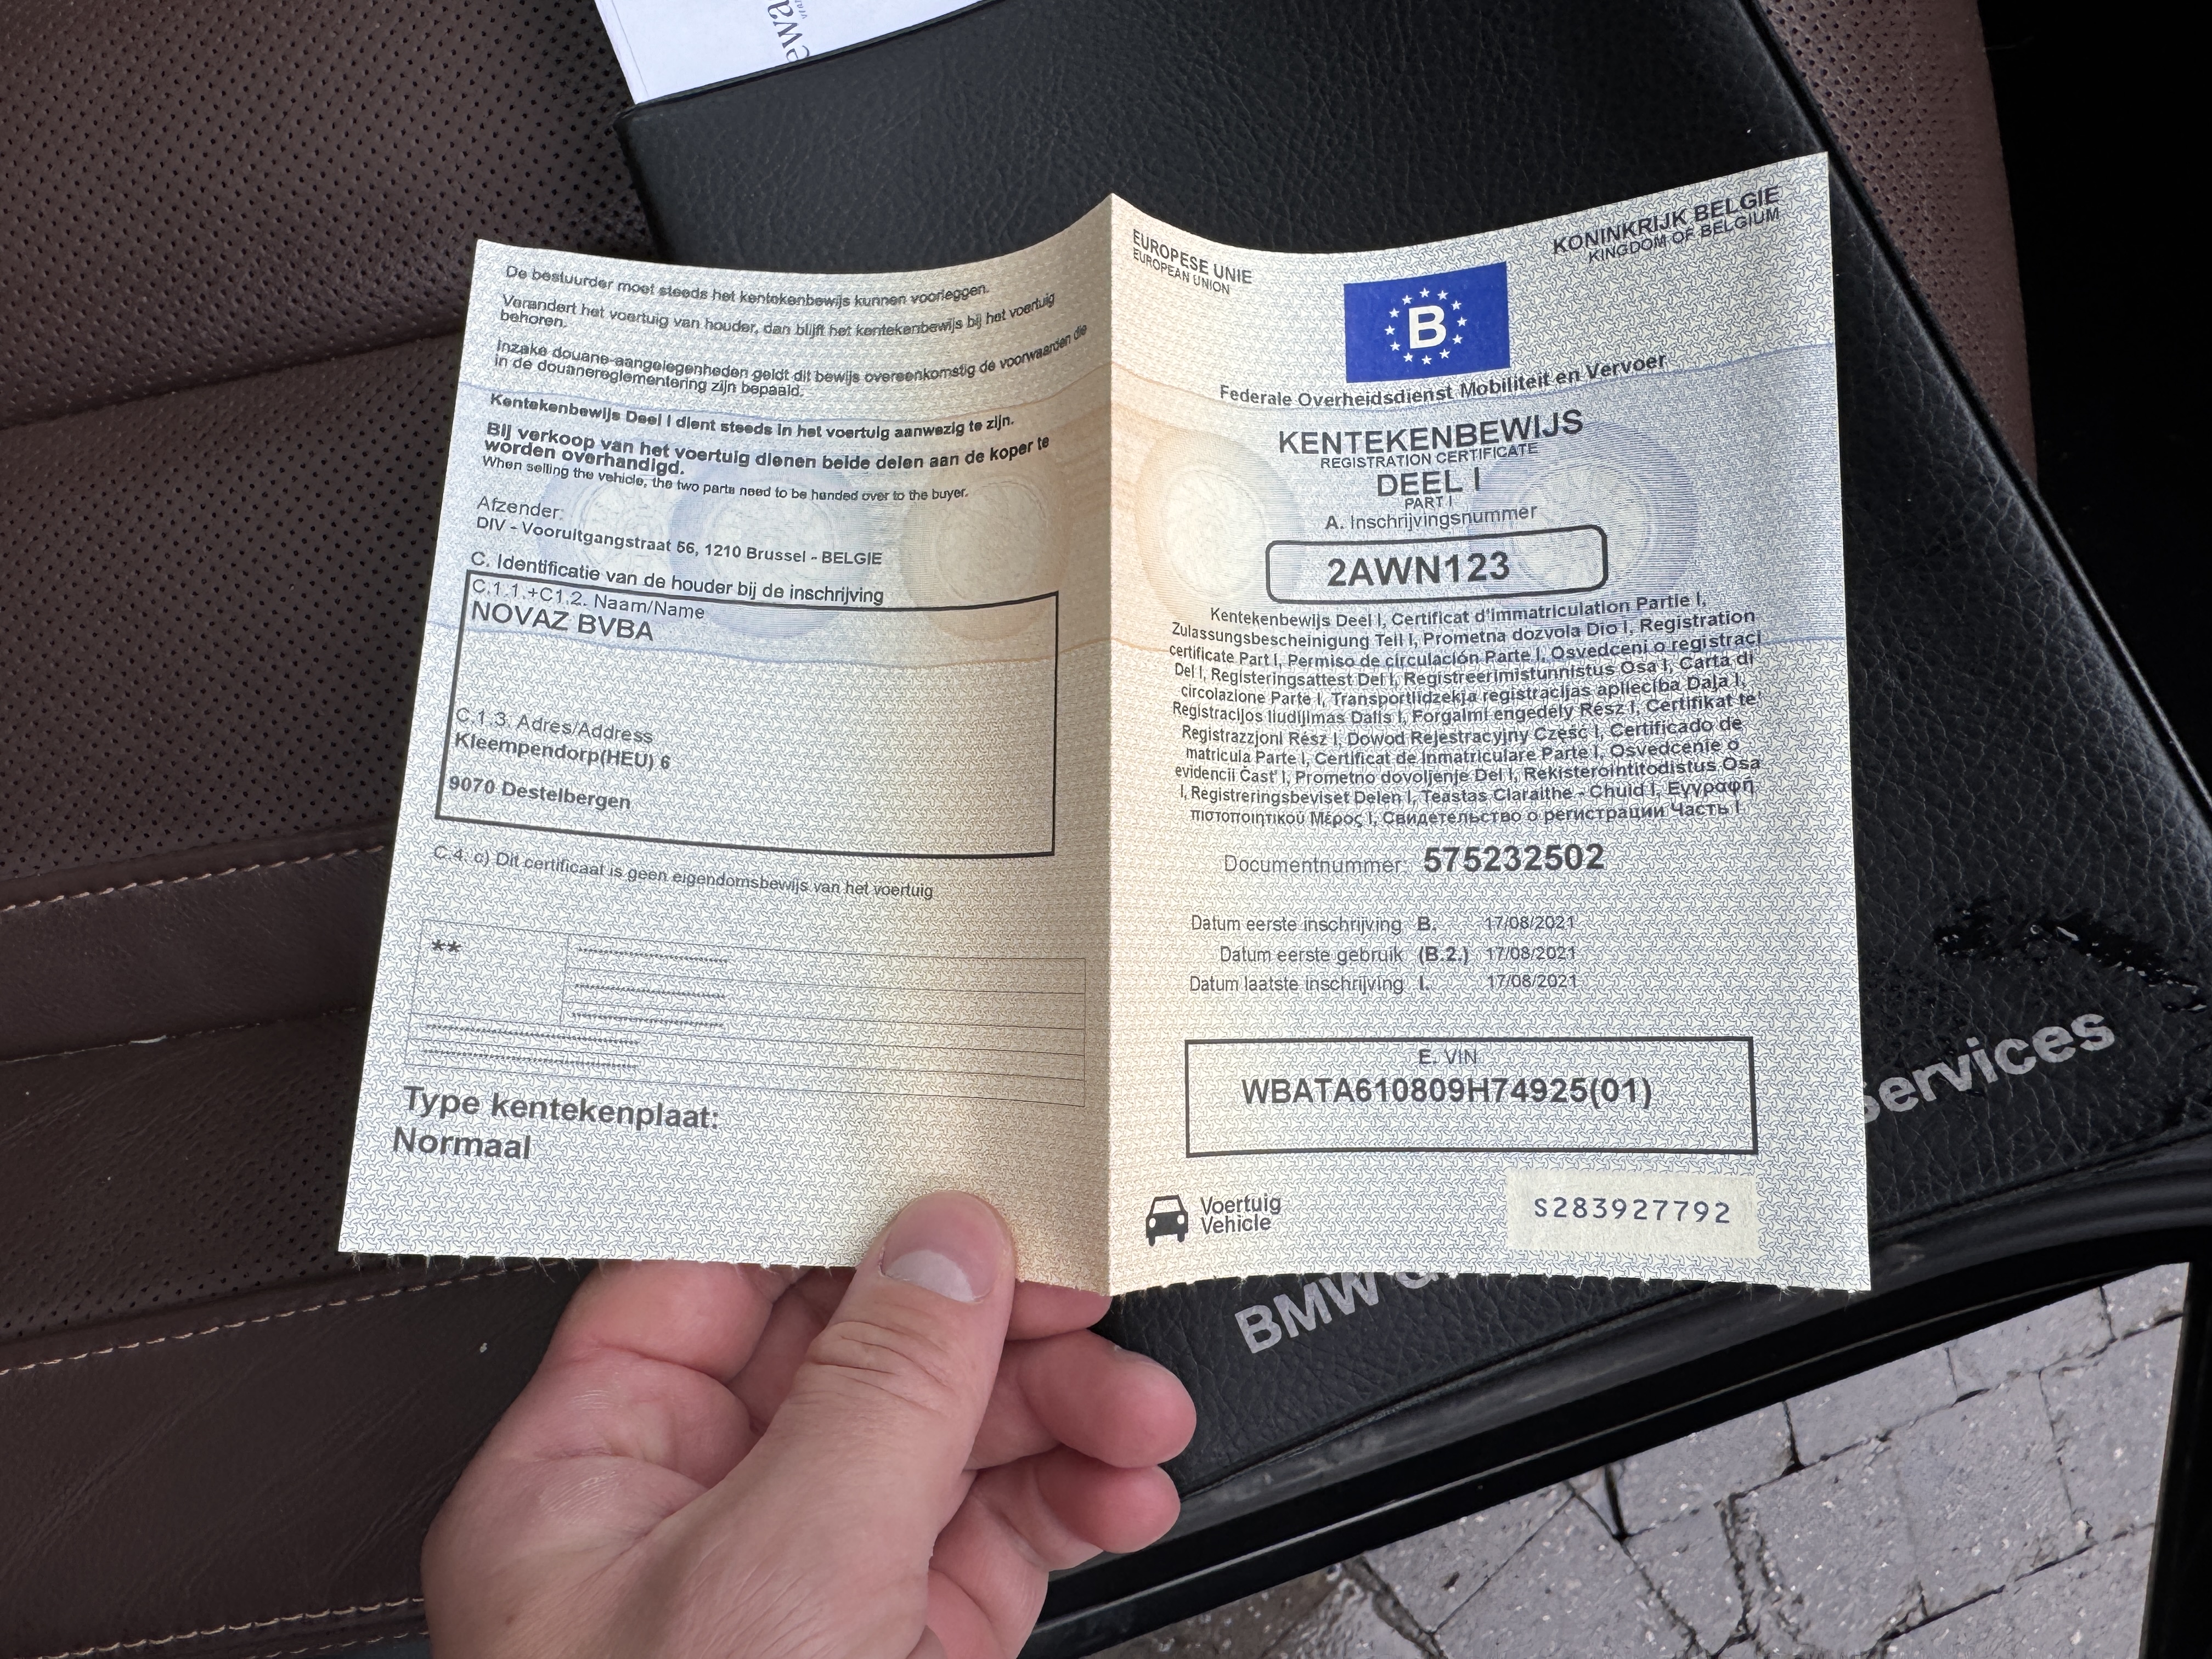 De bestuurder moet steeds het kentekenbewijs kunnen voorleggen.
Verandert het voertuig van houder, dan blijft het kentekenbewijs bij het voertuig
behoren.
Inzake douane-aangelegenheden geldt dit bewijs overeenkomstig de voorwaarden die
in de douanereglementering zijn bepaald.
Kentekenbewijs Deel I dient steeds in het voertuig aanwezig te zijn.
Bij verkoop van het voertuig dienen beide delen aan de koper te
worden overhandigd.
When selling the vehicle, the two parts need to be handed over to the buyer.
Afzender:
DIV - Vooruitgangstraat 56, 1210 Brussel - BELGIE
C. Identificatie van de houder bij de inschrijving
C.1.1.+C1.2. Naam/Name
NOVAZ BVBA
C.1.3. Adres/Address
Kleempendorp(HEU) 6
9070 Destelbergen
C.4. c) Dit certificaat is geen eigendomsbewijs van het voertuig
**
Type kentekenplaat:
Normaal
EUROPESE UNIE
EUROPEAN UNION
KONINKRIJK BELGIE
KINGDOM OF BELGIUM
B
Federale Overheidsdienst Mobiliteit en Vervoer
KENTEKENBEWIJS
REGISTRATION CERTIFICATE
DEEL I
PART I
A. Inschrijvingsnummer
2AWN123
Kentekenbewijs Deel I, Certificat d'immatriculation Partie I,
Zulassungsbescheinigung Teil I, Prometna dozvola Dio I, Registration
certificate Part I, Permiso de circulación Parte I, Osvedceni o registraci
Del I, Registeringsattest Del I, Registreerimistunnistus Osa I, Carta di
circolazione Parte I, Transportlidzekja registracijas aplieciba Daļa I,
Registracijos liudijimas Dalis I, Forgalmi engedély Rész I, Certifikat te'
Registrazzjoni Rész I, Dowod Rejestracyjny Część I, Certificado de
matricula Parte I, Certificat de Inmatriculare Parte I, Osvedcenie o
evidencii Čast' I, Prometno dovoljenje Del I, Rekisterointitodistus Osa
I, Registreringsbeviset Delen I, Teastas Claraithe - Chuid I, Εγγραφή
πιστοποιητικού Μέρος I, Свидетельство о регистрации Часть I
Documentnummer: 575232502
Datum eerste inschrijving B. 17/08/2021
Datum eerste gebruik (B.2.) 17/08/2021
Datum laatste inschrijving I. 17/08/2021
E. VIN
WBATA610809H74925(01)
Voertuig
Vehicle
S283927792
BMW
Services